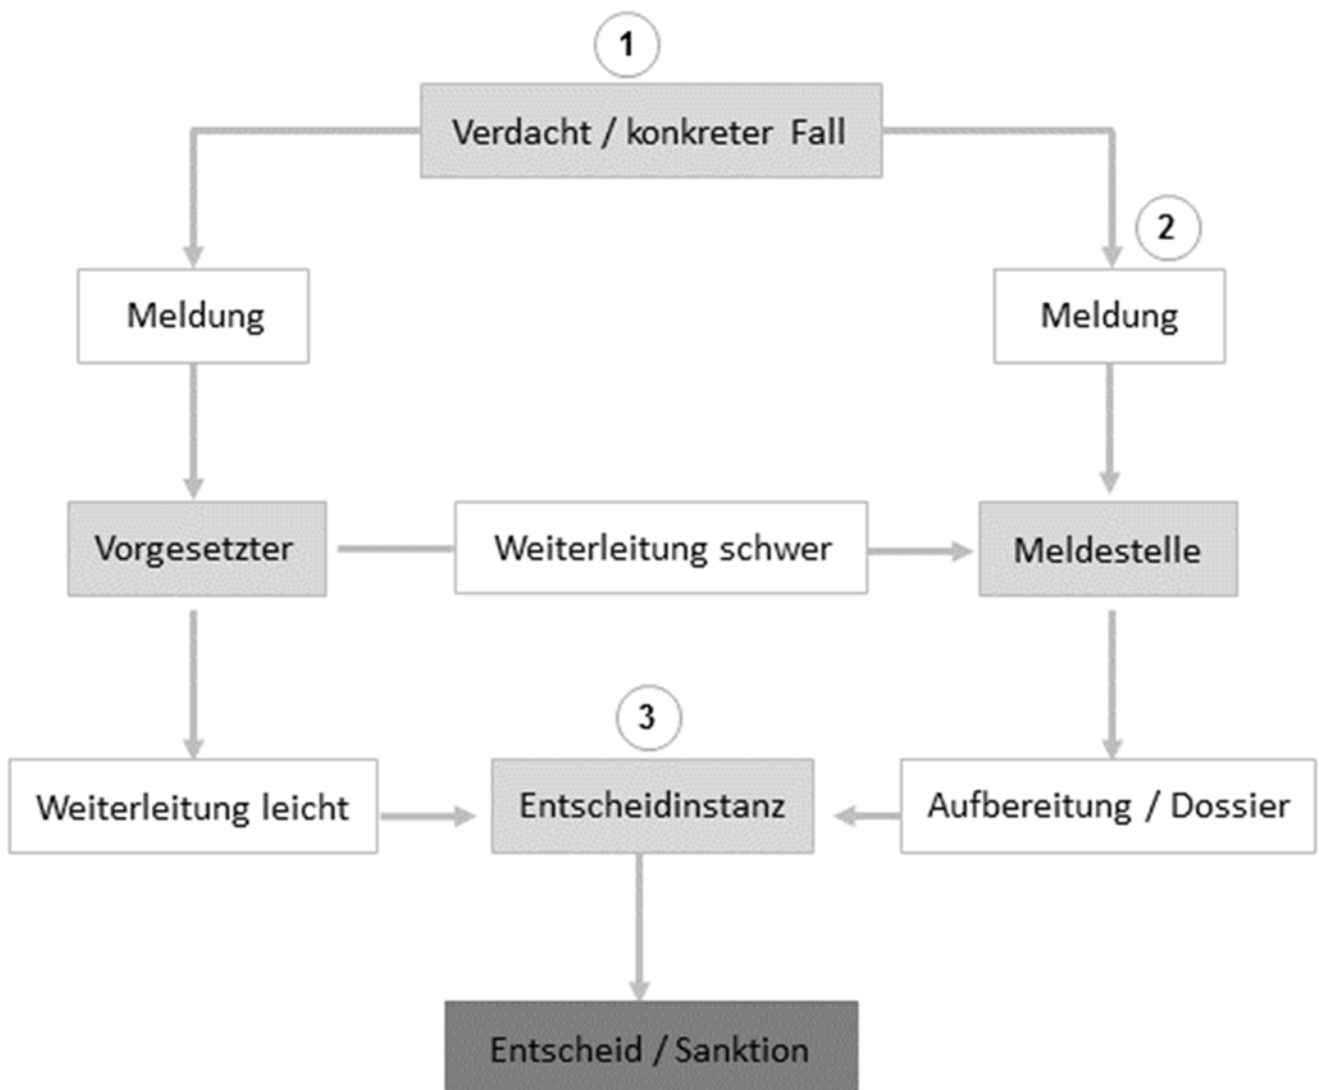 1
Verdacht / konkreter Fall
2
Meldung
Meldung
Vorgesetzter
Weiterleitung schwer
Meldestelle
3
Weiterleitung leicht
Entscheidinstanz
Aufbereitung / Dossier
Entscheid / Sanktion